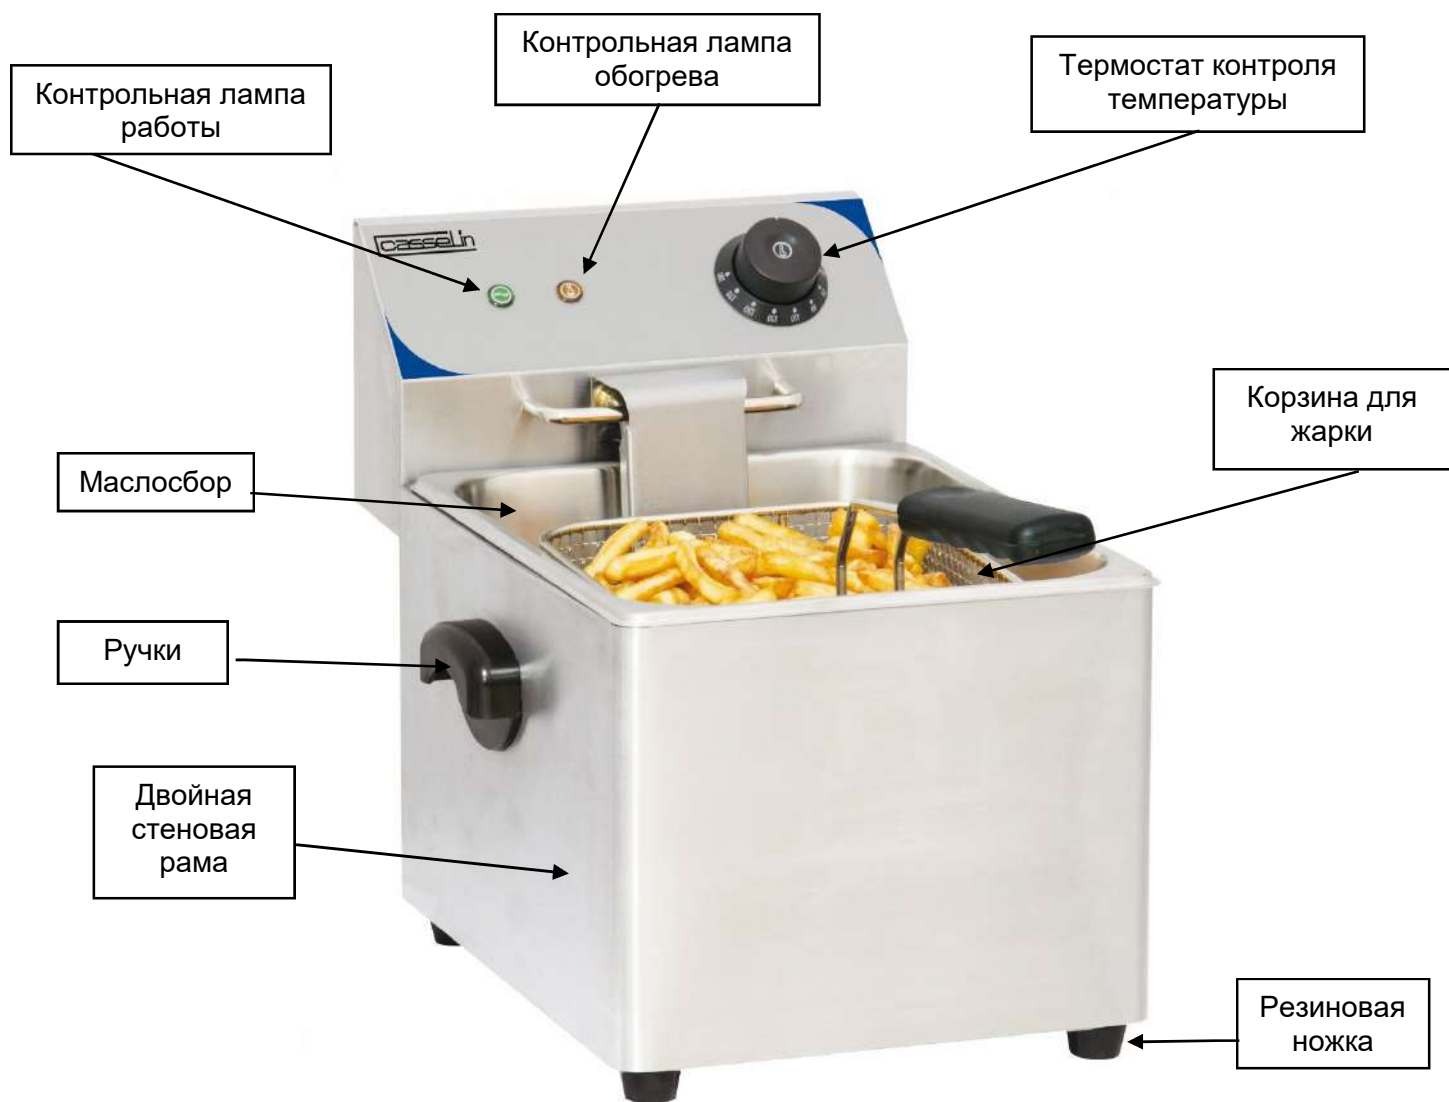 Контрольная лампа
обогрева
Контрольная лампа
работы
Термостат контроля
температуры
casselin
Корзина для
жарки
Маслосбор
Ручки
Двойная
стеновая
рама
Резиновая
ножка